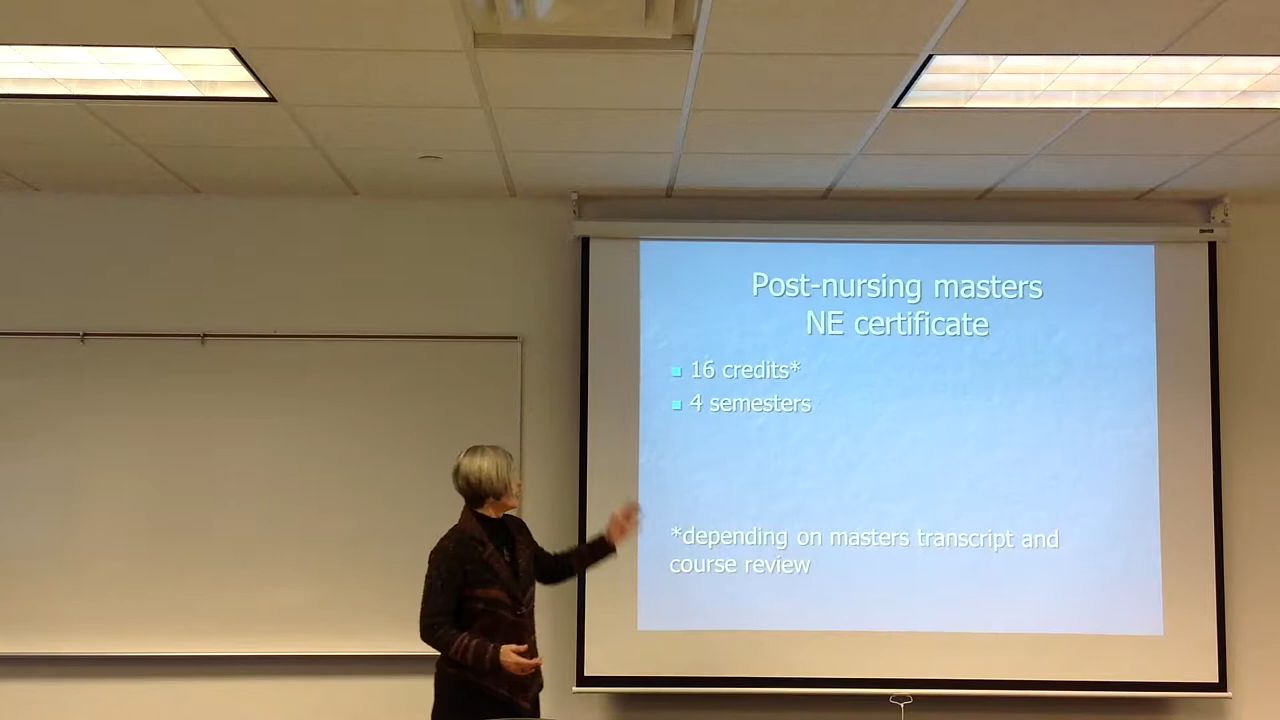 Post-nursing masters
NE certificate
16 credits*
4 semesters
*depending on masters transcript and
course review